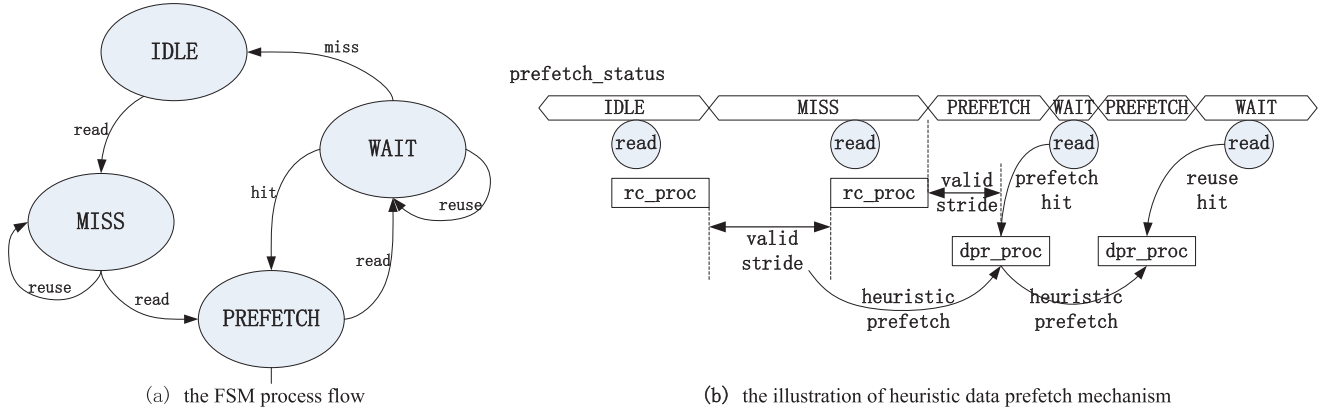 IDLE
miss
read
WAIT
hit
reuse
MISS
read
reuse
read
PREFETCH
(a) the FSM process flow
prefetch_status
IDLE MISS PREFETCH WAIT PREFETCH WAIT
read read read read
rc_proc rc_proc
valid
stride
prefetch
hit
reuse
hit
valid
stride
dpr_proc dpr_proc
heuristic
prefetch
heuristic
prefetch
(b) the illustration of heuristic data prefetch mechanism